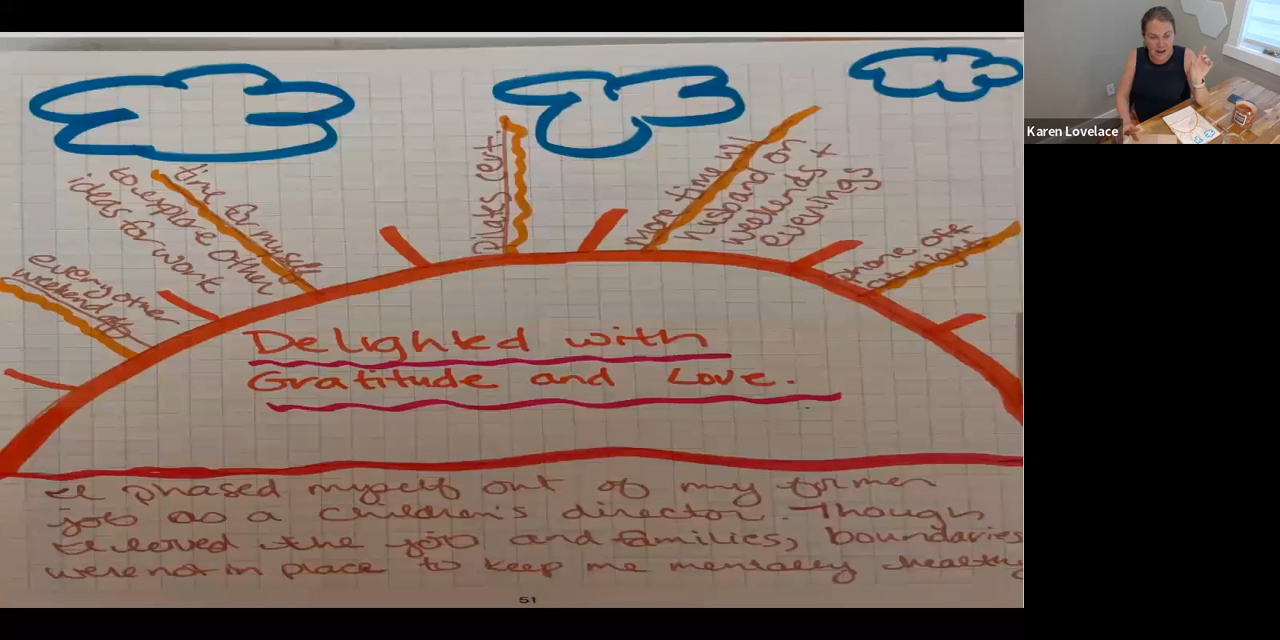 every other
weekend off
time for myself
to explore other
ideas for work
pilates cert.
more time w/
husband on
weekends +
evenings
phone off
at night
Delighted with
Gratitude and Love.
I phased myself out of my former
job as a children's director. Though
I loved the job and families, boundaries
were not in place to keep me mentally healthy
51
Karen Lovelace